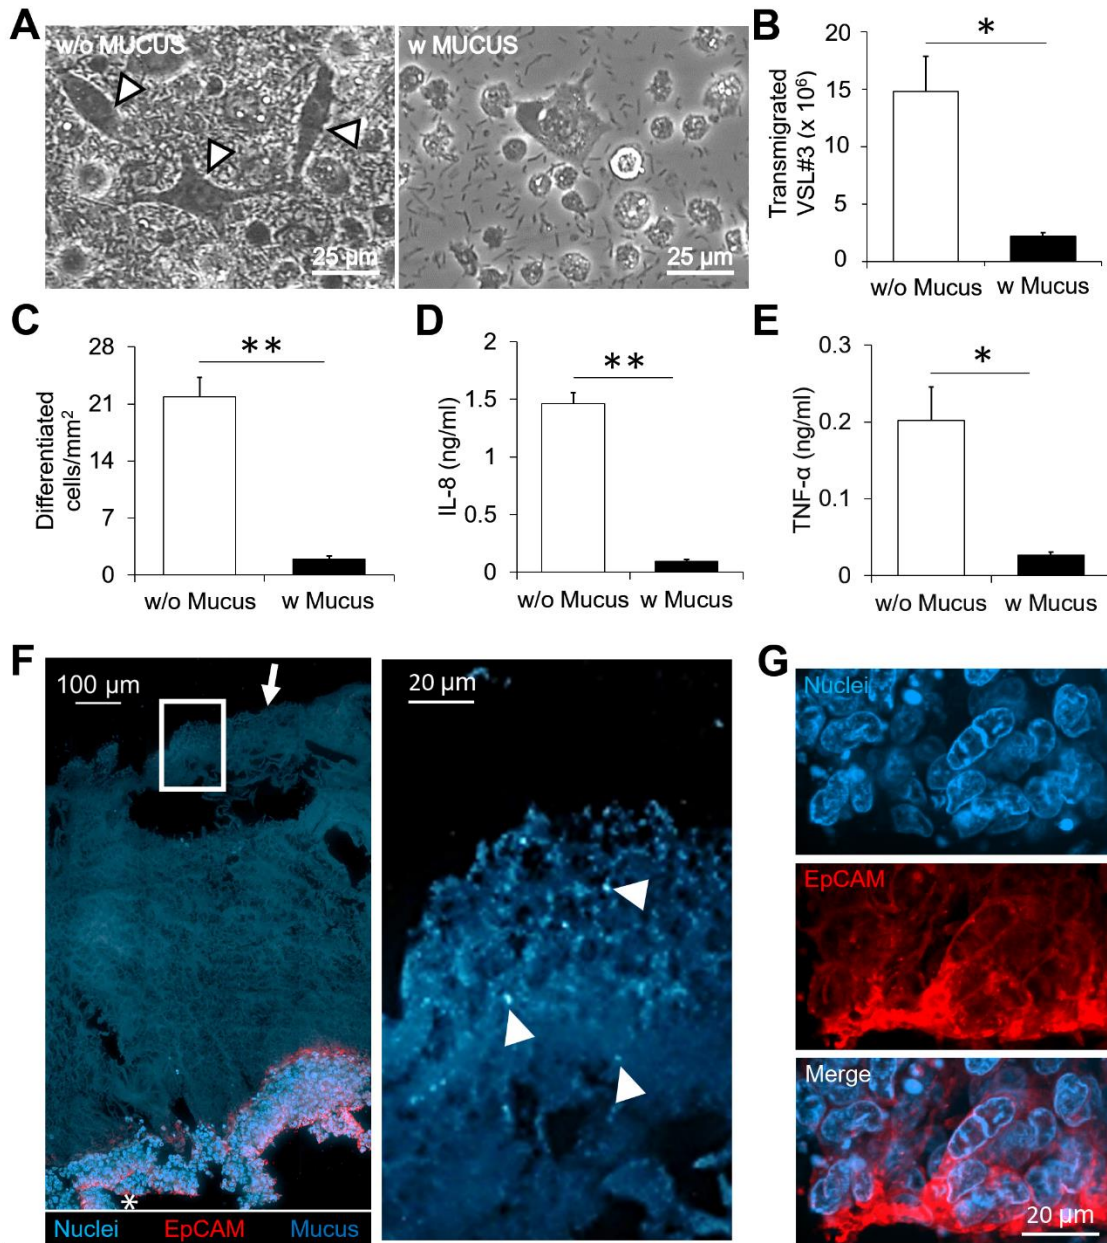 A
w/o MUCUS
25 µm
w MUCUS
25 µm
B
Transmigrated
VSL#3 (x 10⁶)
20
15
10
5
0
*
w/o Mucus
w Mucus
C
Differentiated
cells/mm²
28
21
14
7
0
**
w/o Mucus
w Mucus
D
IL-8 (ng/ml)
2
1.5
1
0.5
0
**
w/o Mucus
w Mucus
E
TNF-α (ng/ml)
0.3
0.2
0.1
0
*
w/o Mucus
w Mucus
F
100 µm
*
Nuclei EpCAM Mucus
20 µm
G
Nuclei
EpCAM
Merge
20 µm